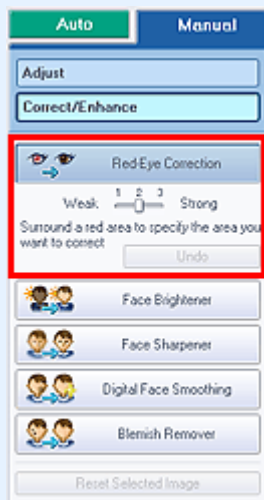 Auto Manual
Adjust
Correct/Enhance
Red-Eye Correction
1 2 3
Weak Strong
Surround a red area to specify the area you
want to correct
Undo
Face Brightener
Face Sharpener
Digital Face Smoothing
Blemish Remover
Reset Selected Image